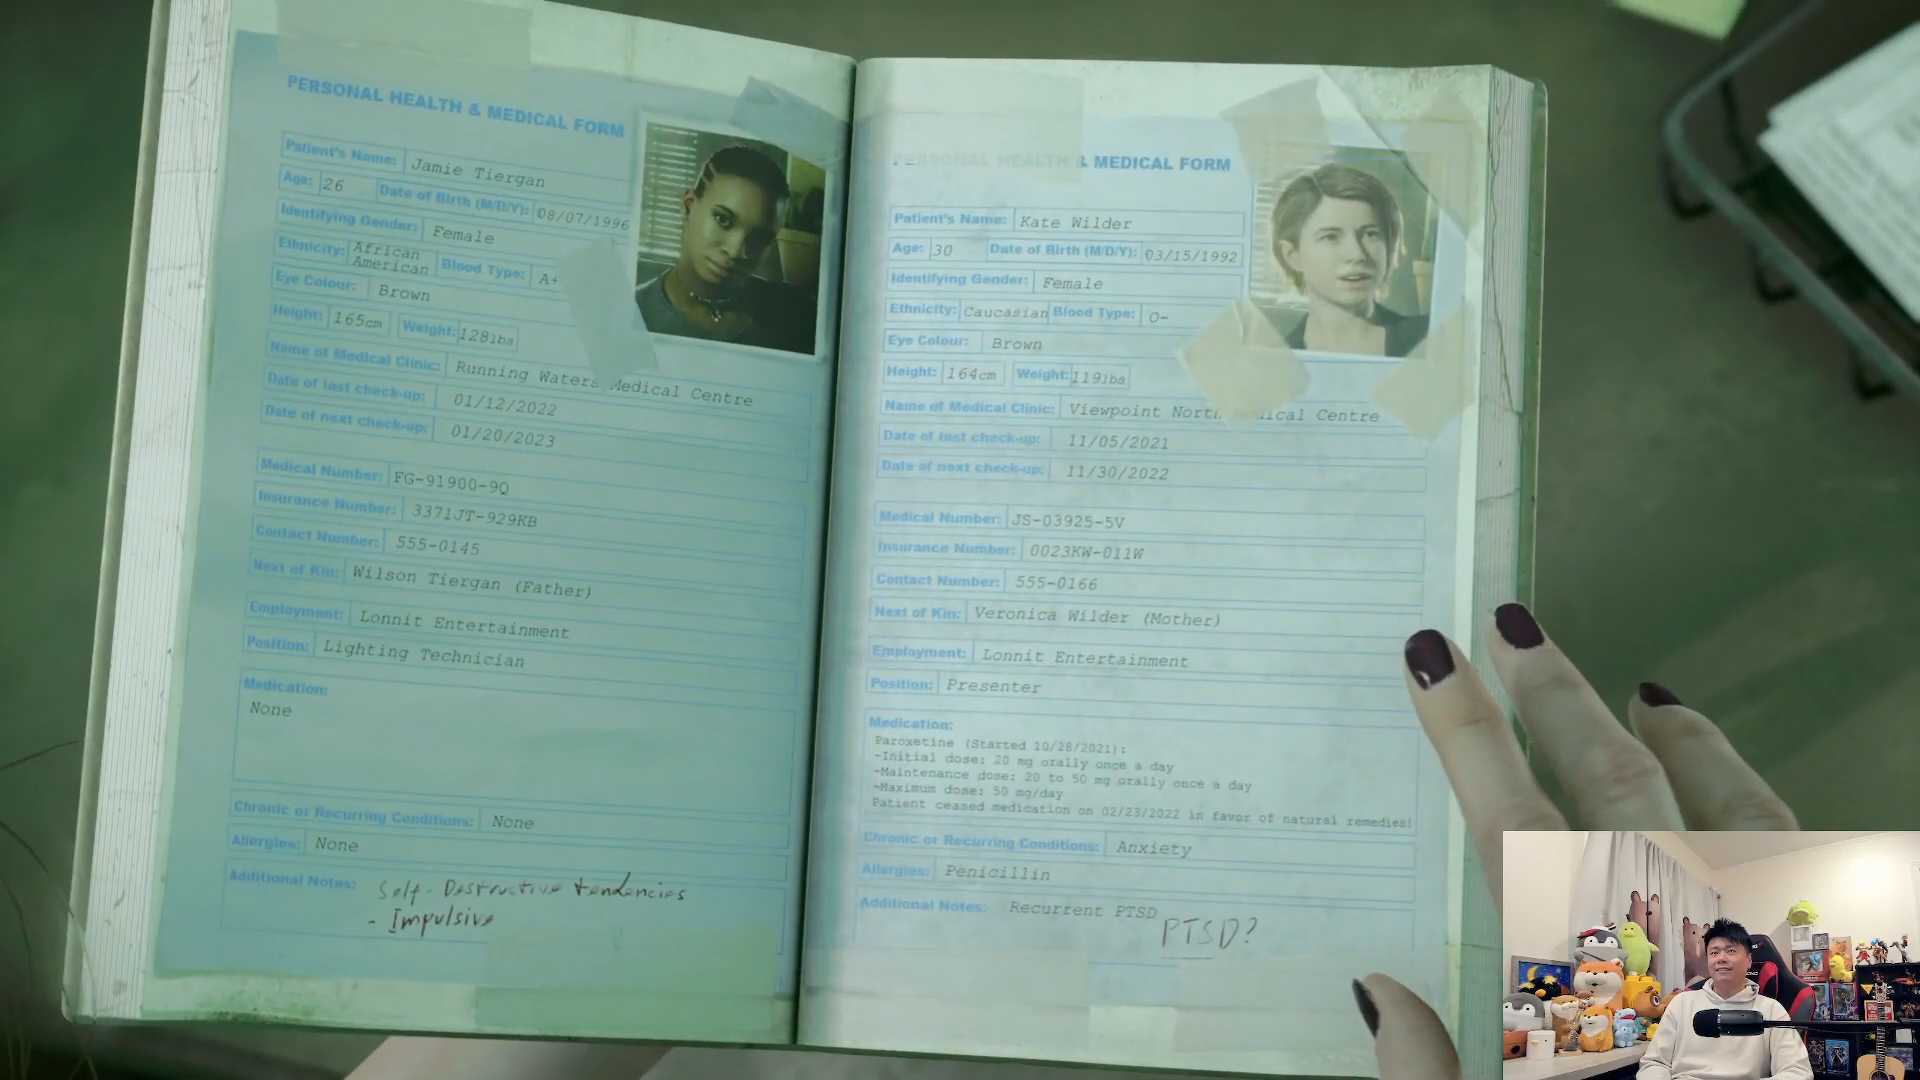 PERSONAL HEALTH & MEDICAL FORM
Patient's Name: Jamie Tiergan
Age: 26 Date of Birth (M/D/Y): 08/07/1996
Identifying Gender: Female
Ethnicity: African American Blood Type: A+
Eye Colour: Brown
Height: 165cm Weight: 128lbs
Name of Medical Clinic: Running Waters Medical Centre
Date of last check-up: 01/12/2022
Date of next check-up: 01/20/2023
Medical Number: FG-91900-9Q
Insurance Number: 3371JT-929KB
Contact Number: 555-0145
Next of Kin: Wilson Tiergan (Father)
Employment: Lonnit Entertainment
Position: Lighting Technician
Medication:
None
Chronic or Recurring Conditions: None
Allergies: None
Additional Notes: Self-Destructive tendencies
- Impulsive
PERSONAL HEALTH & MEDICAL FORM
Patient's Name: Kate Wilder
Age: 30 Date of Birth (M/D/Y): 03/15/1992
Identifying Gender: Female
Ethnicity: Caucasian Blood Type: O-
Eye Colour: Brown
Height: 164cm Weight: 119lbs
Name of Medical Clinic: Viewpoint North Medical Centre
Date of last check-up: 11/05/2021
Date of next check-up: 11/30/2022
Medical Number: JS-03925-5V
Insurance Number: 0023KW-011W
Contact Number: 555-0166
Next of Kin: Veronica Wilder (Mother)
Employment: Lonnit Entertainment
Position: Presenter
Medication:
Paroxetine (Started 10/28/2021):
-Initial dose: 20 mg orally once a day
-Maintenance dose: 20 to 50 mg orally once a day
-Maximum dose: 50 mg/day
Patient ceased medication on 02/23/2022 in favor of natural remedies!
Chronic or Recurring Conditions: Anxiety
Allergies: Penicillin
Additional Notes: Recurrent PTSD
PTSD?